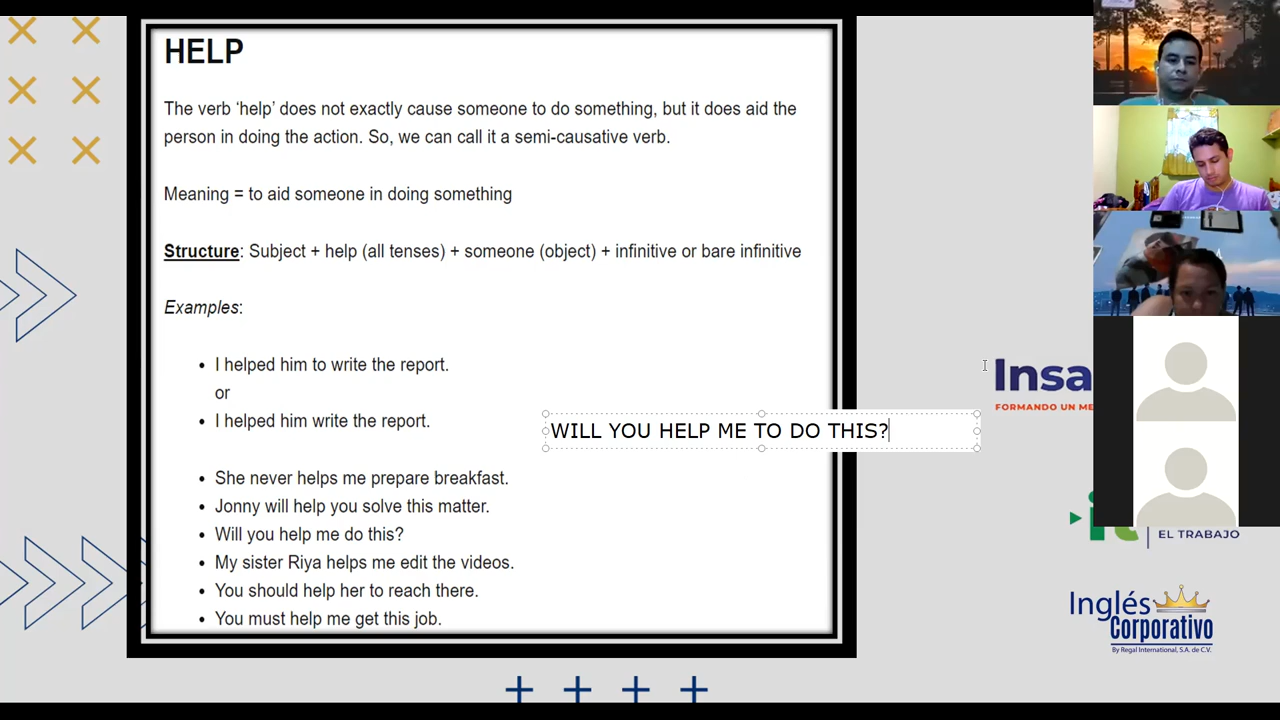 HELP
The verb ‘help’ does not exactly cause someone to do something, but it does aid the
person in doing the action. So, we can call it a semi-causative verb.
Meaning = to aid someone in doing something
Structure: Subject + help (all tenses) + someone (object) + infinitive or bare infinitive
Examples:
• I helped him to write the report.
or
• I helped him write the report.
WILL YOU HELP ME TO DO THIS?
• She never helps me prepare breakfast.
• Jonny will help you solve this matter.
• Will you help me do this?
• My sister Riya helps me edit the videos.
• You should help her to reach there.
• You must help me get this job.
Insa
FORMANDO UN ME
EL TRABAJO
Inglés
Corporativo
By Regal International, S.A. de C.V.